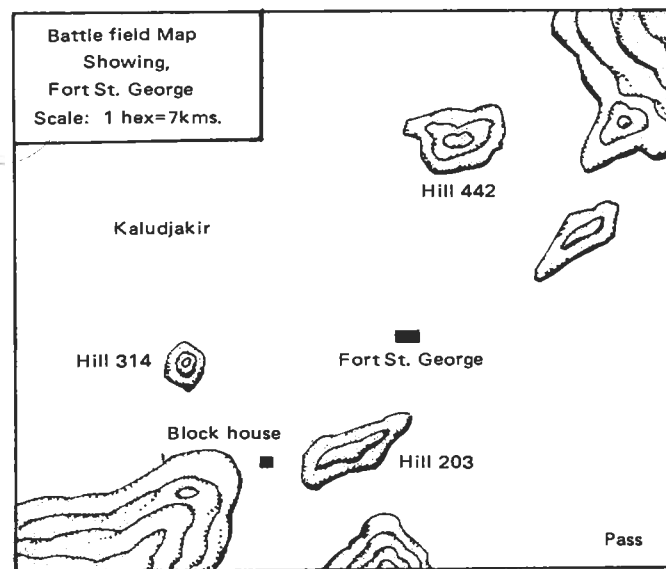 Battle field Map
Showing,
Fort St. George
Scale: 1 hex=7kms.
Hill 442
Kaludjakir
Hill 314
Fort St. George
Block house
Hill 203
Pass